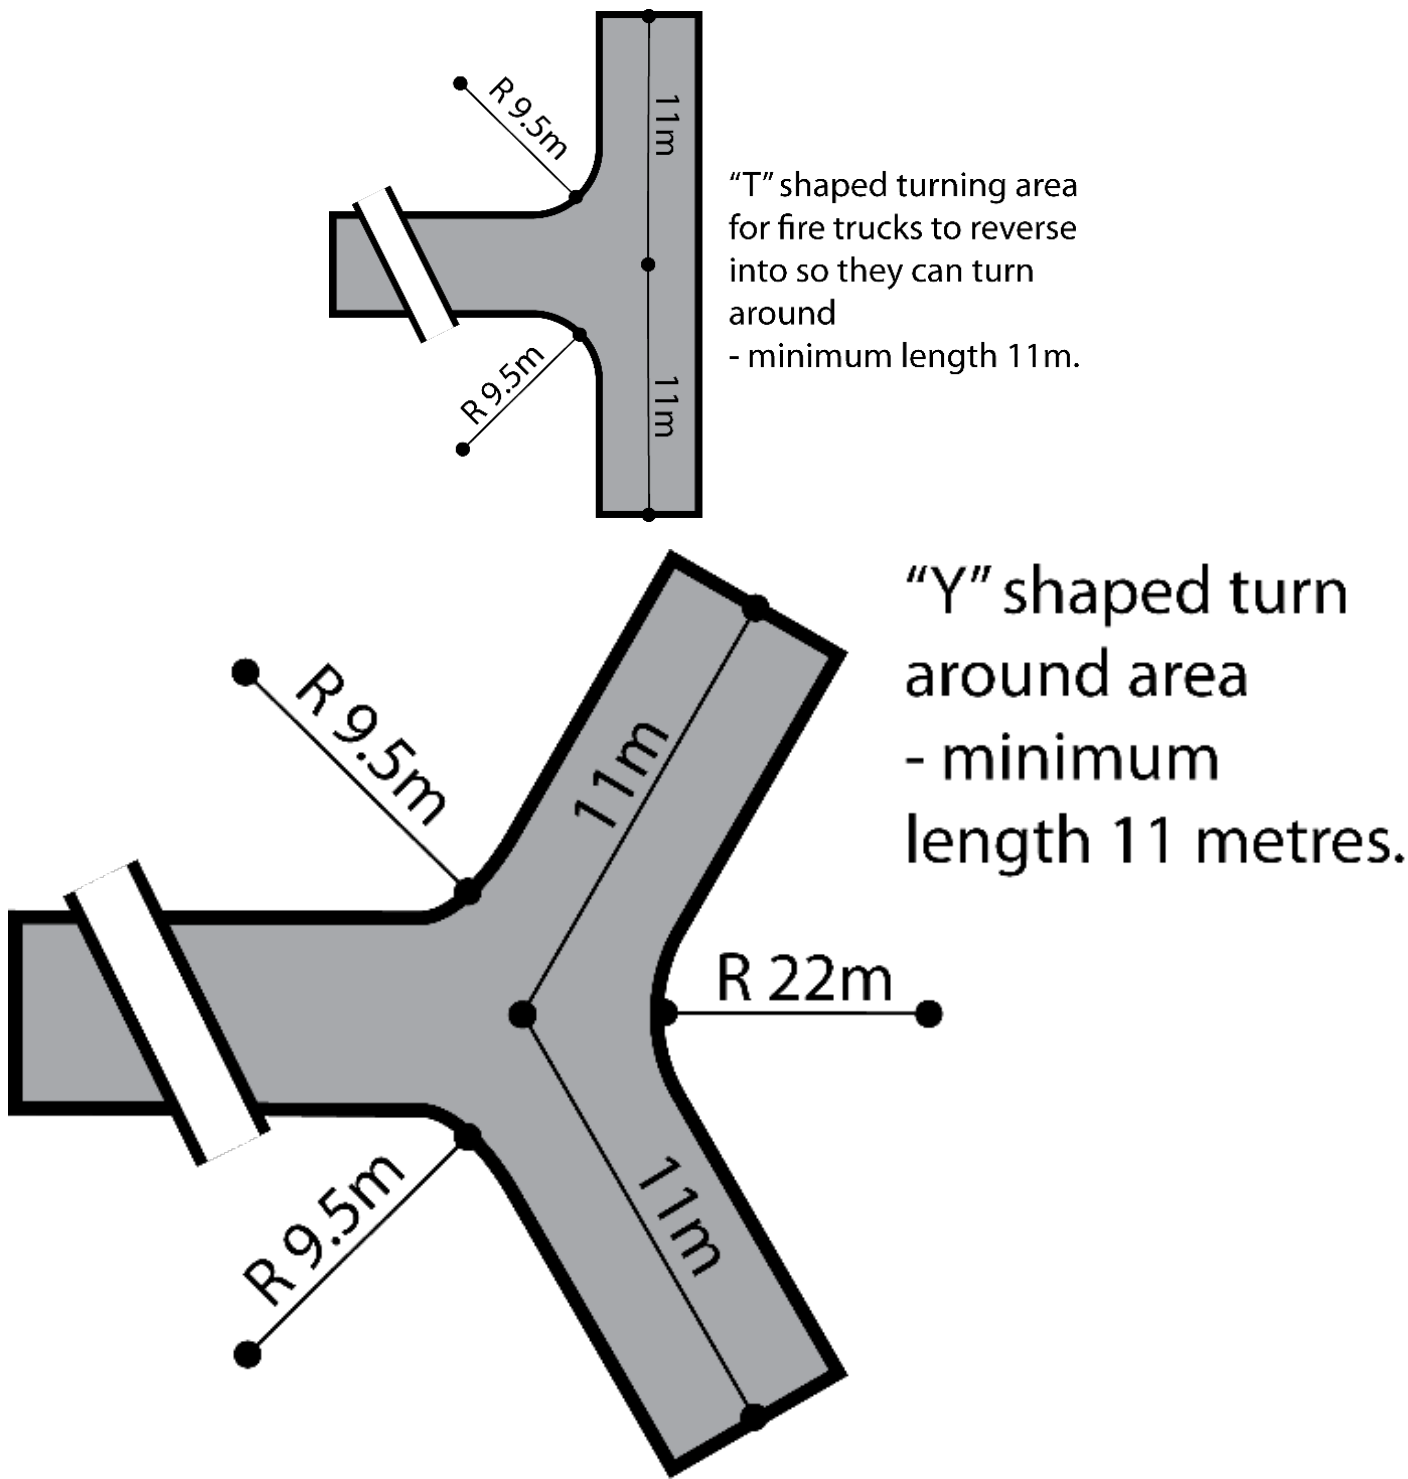 R 9.5m
11m
“T” shaped turning area
for fire trucks to reverse
into so they can turn
around
- minimum length 11m.
R 9.5m
11m
“Y” shaped turn
around area
- minimum
length 11 metres.
R 9.5m
11m
R 22m
R 9.5m
11m